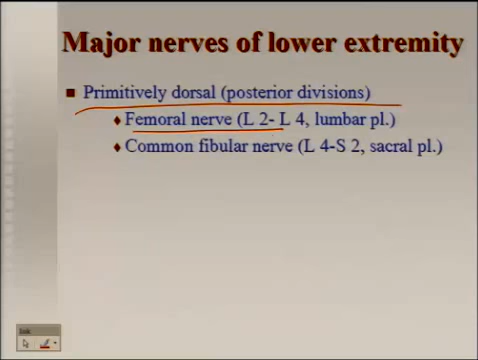 Major nerves of lower extremity
Primitively dorsal (posterior divisions)
Femoral nerve (L 2- L 4, lumbar pl.)
Common fibular nerve (L 4-S 2, sacral pl.)